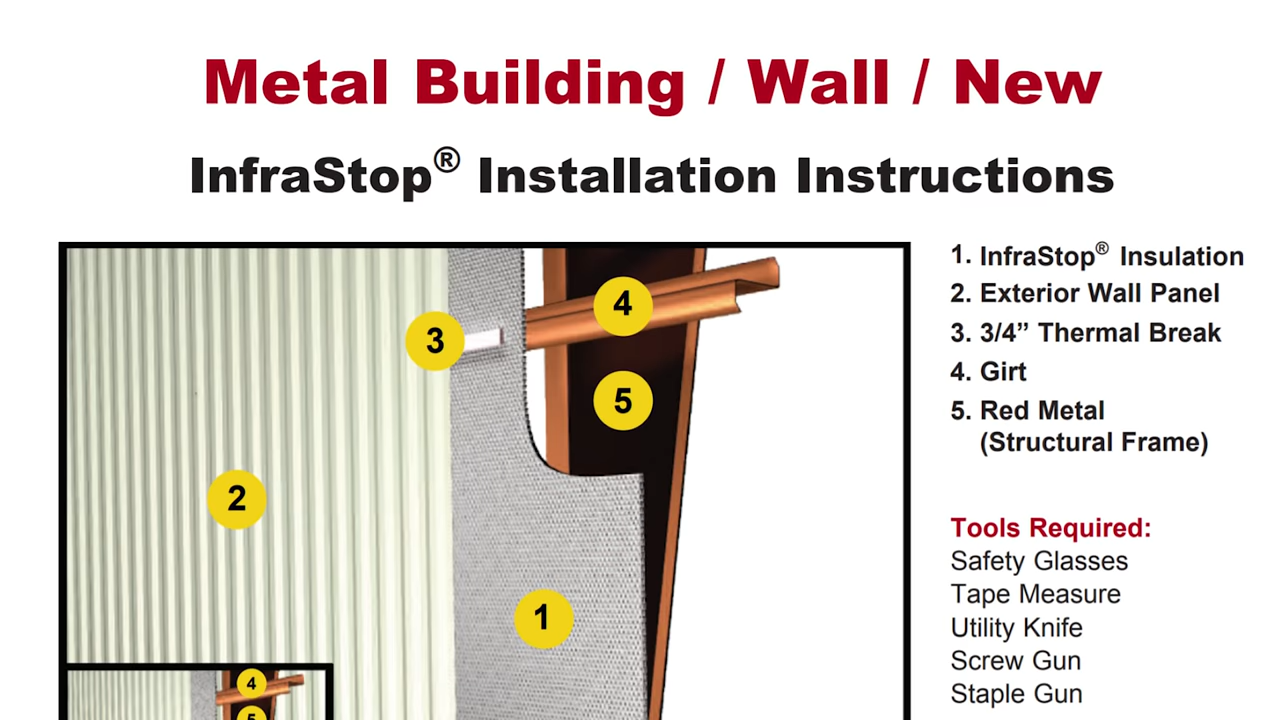 Metal Building / Wall / New
InfraStop® Installation Instructions
1. InfraStop® Insulation
2. Exterior Wall Panel
3. 3/4” Thermal Break
4. Girt
5. Red Metal
(Structural Frame)
Tools Required:
Safety Glasses
Tape Measure
Utility Knife
Screw Gun
Staple Gun
4
3
5
2
1
4
5